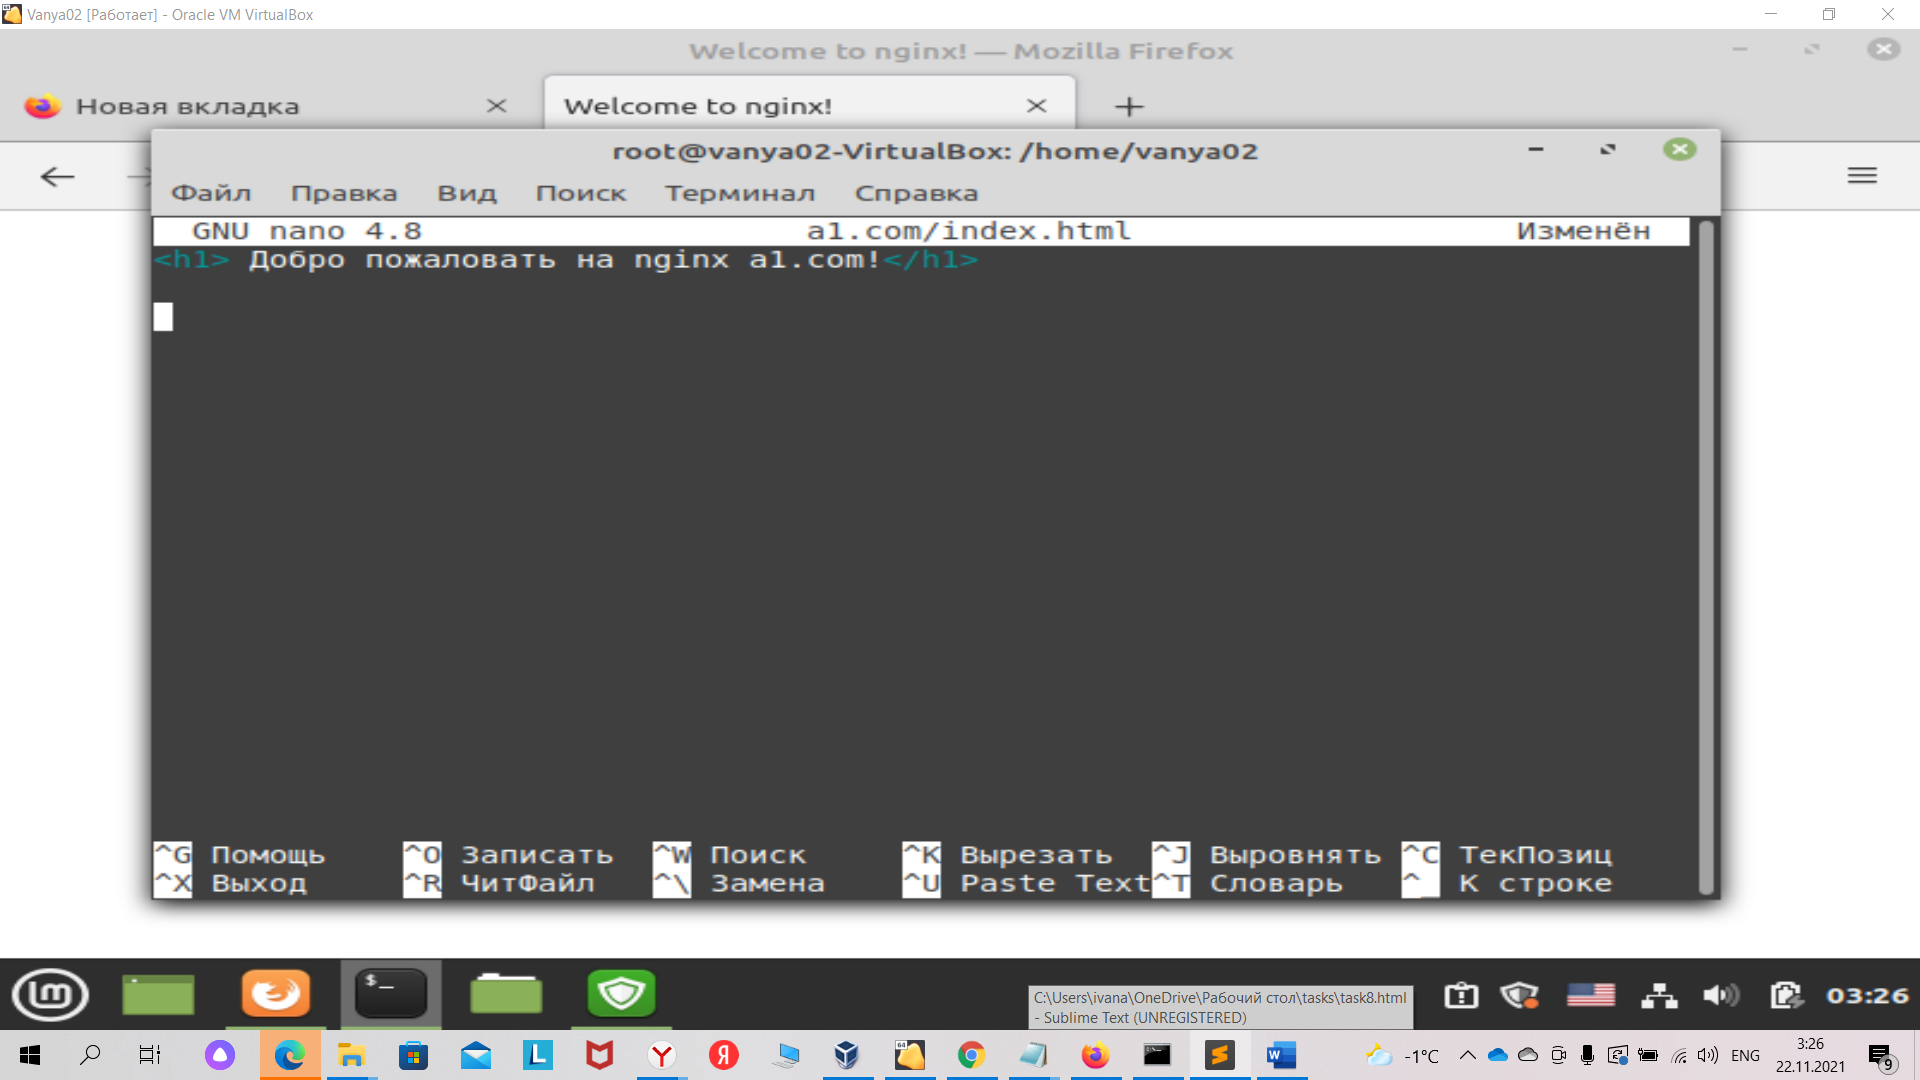 Vanya02 [Работает] - Oracle VM VirtualBox
Welcome to nginx! — Mozilla Firefox
Новая вкладка
Welcome to nginx!
root@vanya02-VirtualBox: /home/vanya02
Файл Правка Вид Поиск Терминал Справка
GNU nano 4.8 a1.com/index.html Изменён
<h1> Добро пожаловать на nginx a1.com!</h1>
^G Помощь ^O Записать ^W Поиск ^K Вырезать ^J Выровнять ^C ТекПозиц
^X Выход ^R ЧитФайл ^\ Замена ^U Paste Text ^T Словарь ^_ К строке
C:\Users\ivana\OneDrive\Рабочий стол\tasks\task8.html
- Sublime Text (UNREGISTERED)
03:26
-1°C
ENG
3:26
22.11.2021
9